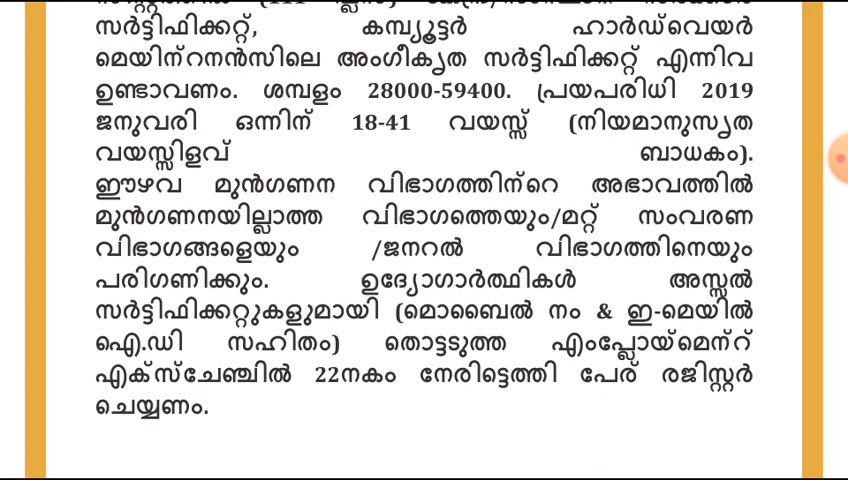 സർട്ടിഫിക്കറ്റ്, കമ്പ്യൂട്ടർ ഹാർഡ്‌വെയർ
മെയിന്റനൻസിലെ അംഗീകൃത സർട്ടിഫിക്കറ്റ് എന്നിവ
ഉണ്ടാവണം. ശമ്പളം 28000-59400. പ്രയപരിധി 2019
ജനുവരി ഒന്നിന് 18-41 വയസ്സ് (നിയമാനുസൃത
വയസ്സിളവ് ബാധകം).
ഈഴവ മുൻഗണന വിഭാഗത്തിന്റെ അഭാവത്തിൽ
മുൻഗണനയില്ലാത്ത വിഭാഗത്തെയും/മറ്റ് സംവരണ
വിഭാഗങ്ങളെയും /ജനറൽ വിഭാഗത്തിനെയും
പരിഗണിക്കും. ഉദ്യോഗാർത്ഥികൾ അസ്സൽ
സർട്ടിഫിക്കറ്റുകളുമായി (മൊബൈൽ നം & ഇ-മെയിൽ
ഐ.ഡി സഹിതം) തൊട്ടടുത്ത എംപ്ലോയ്മെന്റ്
എക്സ്ചേഞ്ചിൽ 22നകം നേരിട്ടെത്തി പേര് രജിസ്റ്റർ
ചെയ്യണം.